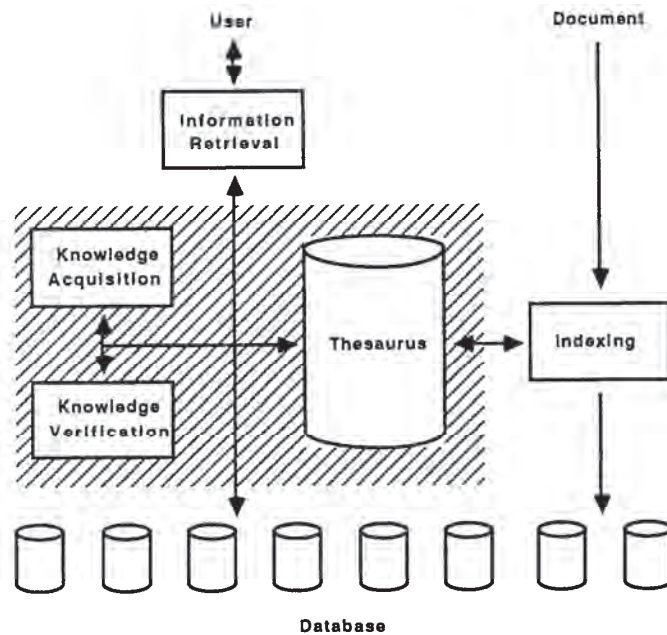 User
Document
Information
Retrieval
Knowledge
Acquisition
Thesaurus
Indexing
Knowledge
Verification
Database